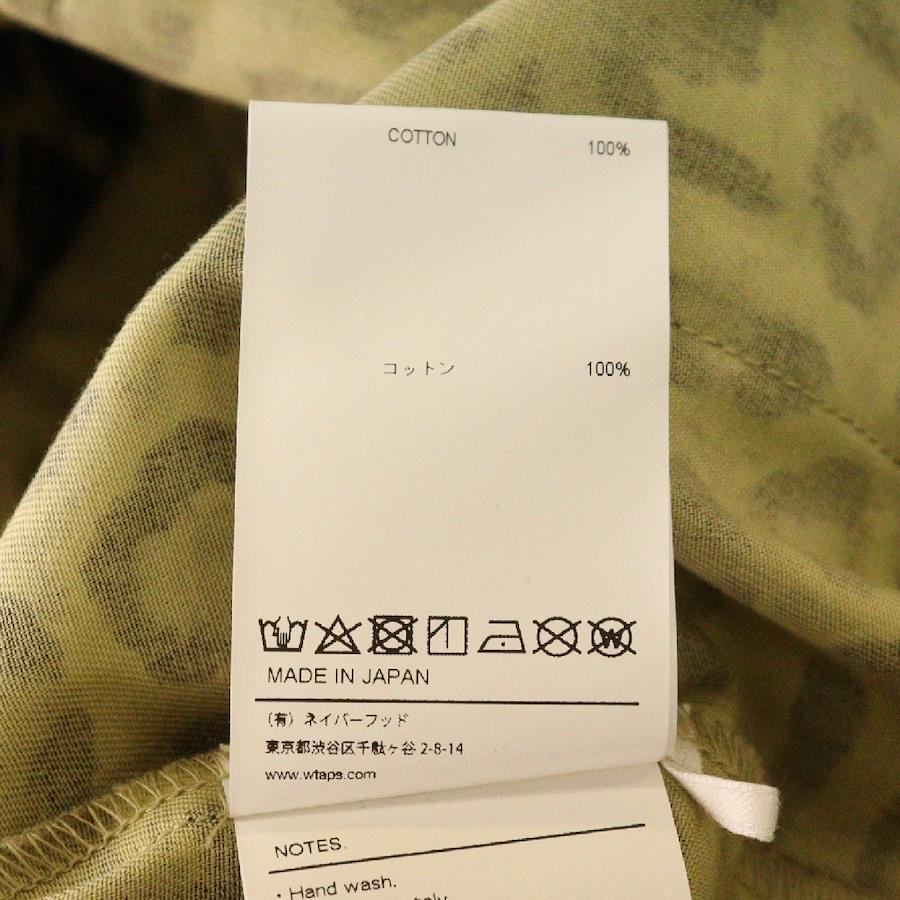 COTTON 100%
コットン 100%
W
MADE IN JAPAN
(有) ネイバーフッド
東京都渋谷区千駄ヶ谷 2-8-14
www.wtaps.com
NOTES.
・Hand wash.